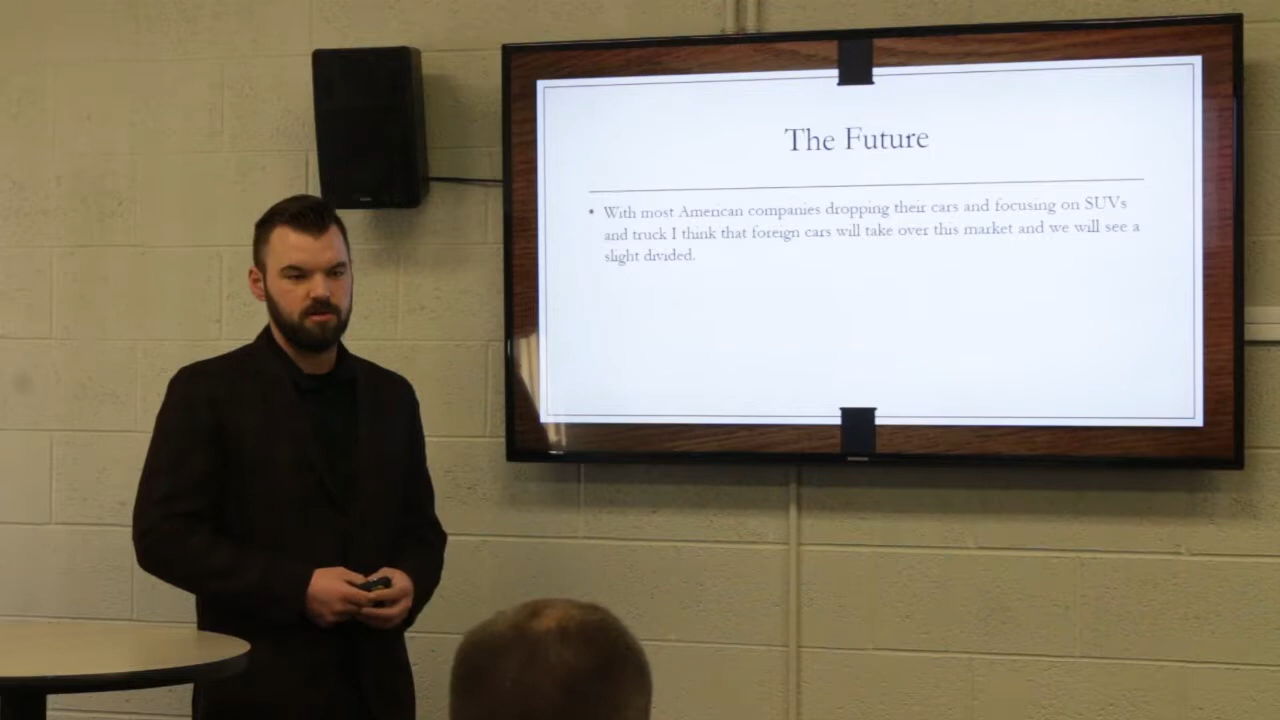 The Future
• With most American companies dropping their cars and focusing on SUVs
and truck I think that foreign cars will take over this market and we will see a
slight divided.